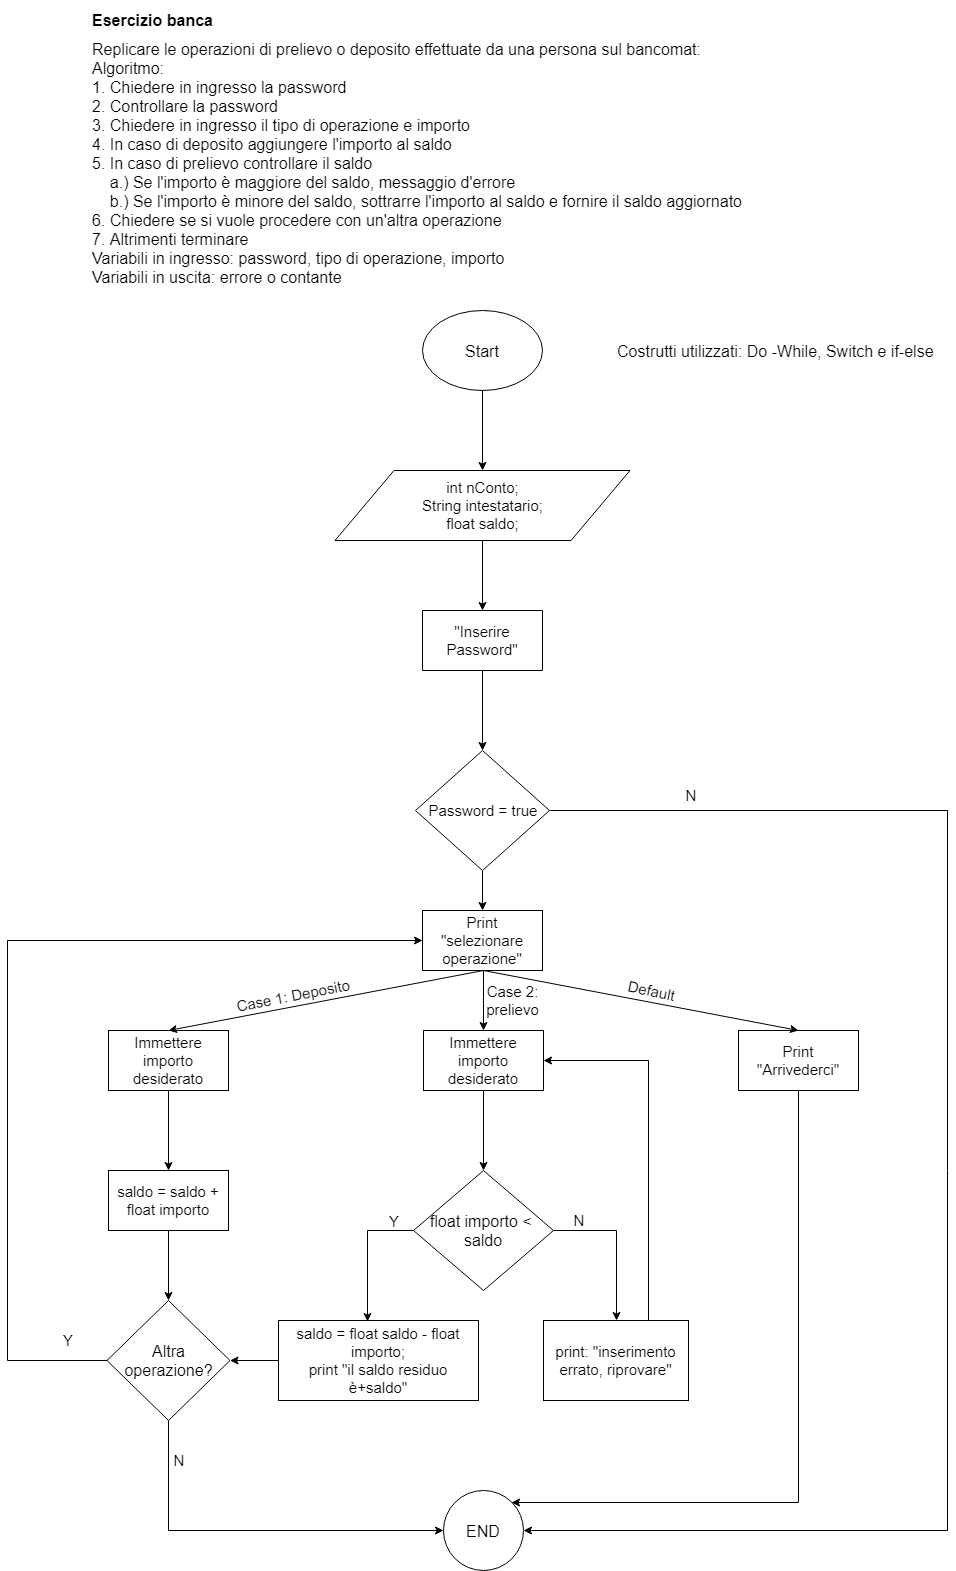 Esercizio banca
Replicare le operazioni di prelievo o deposito effettuate da una persona sul bancomat:
Algoritmo:
1. Chiedere in ingresso la password
2. Controllare la password
3. Chiedere in ingresso il tipo di operazione e importo
4. In caso di deposito aggiungere l'importo al saldo
5. In caso di prelievo controllare il saldo
a.) Se l'importo è maggiore del saldo, messaggio d'errore
b.) Se l'importo è minore del saldo, sottrarre l'importo al saldo e fornire il saldo aggiornato
6. Chiedere se si vuole procedere con un'altra operazione
7. Altrimenti terminare
Variabili in ingresso: password, tipo di operazione, importo
Variabili in uscita: errore o contante
Start
Costrutti utilizzati: Do -While, Switch e if-else
int nConto;
String intestatario;
float saldo;
"Inserire
Password"
Password = true
N
Print
"selezionare
operazione"
Case 1: Deposito
Case 2:
prelievo
Default
Immettere
importo
desiderato
Immettere
importo
desiderato
Print
"Arrivederci"
saldo = saldo +
float importo
float importo <
saldo
Y
N
Altra
operazione?
Y
N
saldo = float saldo - float
importo;
print "il saldo residuo
è+saldo"
print: "inserimento
errato, riprovare"
END